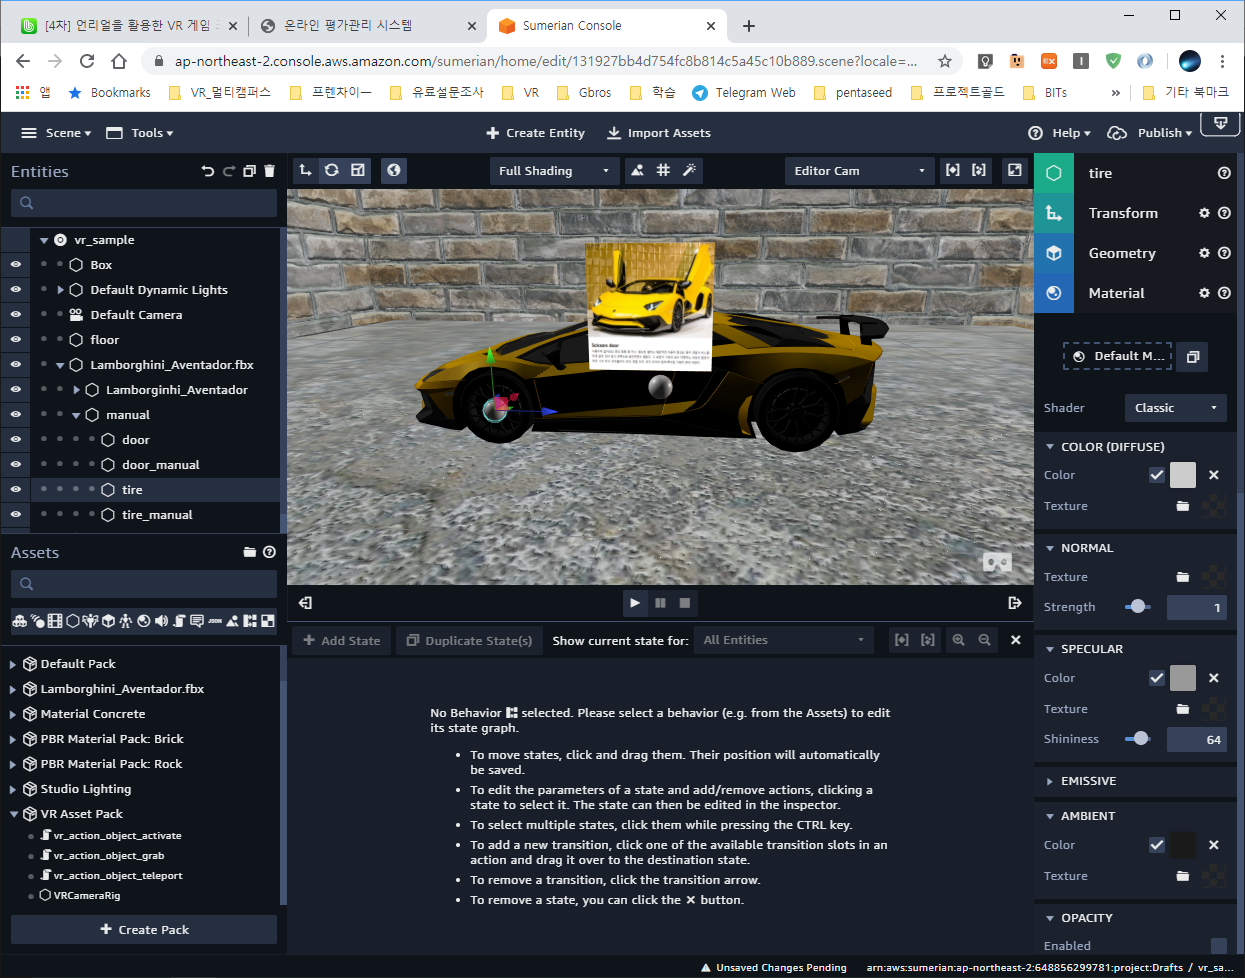 [4차] 언리얼을 활용한 VR 게임
온라인 평가관리 시스템
Sumerian Console
ap-northeast-2.console.aws.amazon.com/sumerian/home/edit/131927bb4d754fc8b814c5a45c10b889.scene?locale=...
앱
Bookmarks
VR_멀티캠퍼스
프렌차이ー
유료설문조사
VR
Gbros
학습
Telegram Web
pentaseed
프로젝트골드
BITs
»
기타 북마크
Scene
Tools
Create Entity
Import Assets
Help
Publish
Entities
Full Shading
Editor Cam
tire
Transform
Geometry
Material
vr_sample
Box
Default Dynamic Lights
Default Camera
floor
Lamborghini_Aventador.fbx
Lamborginhi_Aventador
manual
door
door_manual
tire
tire_manual
Scissors door
Default M...
Shader
Classic
COLOR (DIFFUSE)
Color
Texture
NORMAL
Texture
Strength
1
SPECULAR
Color
Texture
Shininess
64
EMISSIVE
AMBIENT
Color
Texture
OPACITY
Enabled
Assets
JSON
Default Pack
Lamborghini_Aventador.fbx
Material Concrete
PBR Material Pack: Brick
PBR Material Pack: Rock
Studio Lighting
VR Asset Pack
vr_action_object_activate
vr_action_object_grab
vr_action_object_teleport
VRCameraRig
Create Pack
Add State
Duplicate State(s)
Show current state for:
All Entities
No Behavior selected. Please select a behavior (e.g. from the Assets) to edit
its state graph.
• To move states, click and drag them. Their position will automatically
be saved.
• To edit the parameters of a state and add/remove actions, clicking a
state to select it. The state can then be edited in the inspector.
• To select multiple states, click them while pressing the CTRL key.
• To add a new transition, click one of the available transition slots in an
action and drag it over to the destination state.
• To remove a transition, click the transition arrow.
• To remove a state, you can click the ✕ button.
Unsaved Changes Pending
arn:aws:sumerian:ap-northeast-2:648856299781:project:Drafts / vr_sa...